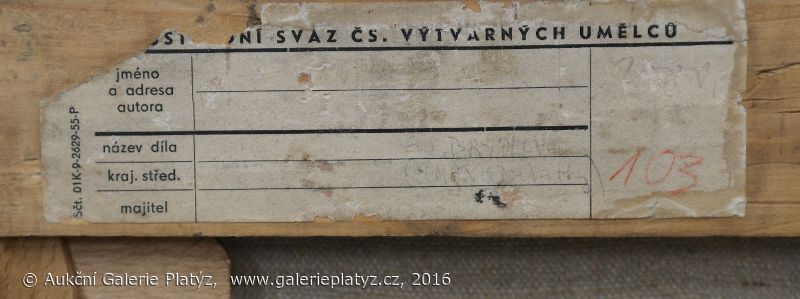 ÚSTŘEDNÍ SVAZ ČS. VÝTVARNÝCH UMĚLCŮ
jméno
a adresa
autora
název díla
kraj. střed.
majitel
Sčt. 01K-9-2629-55-P
103
© Aukční Galerie Platýz, www.galerieplatyz.cz, 2016